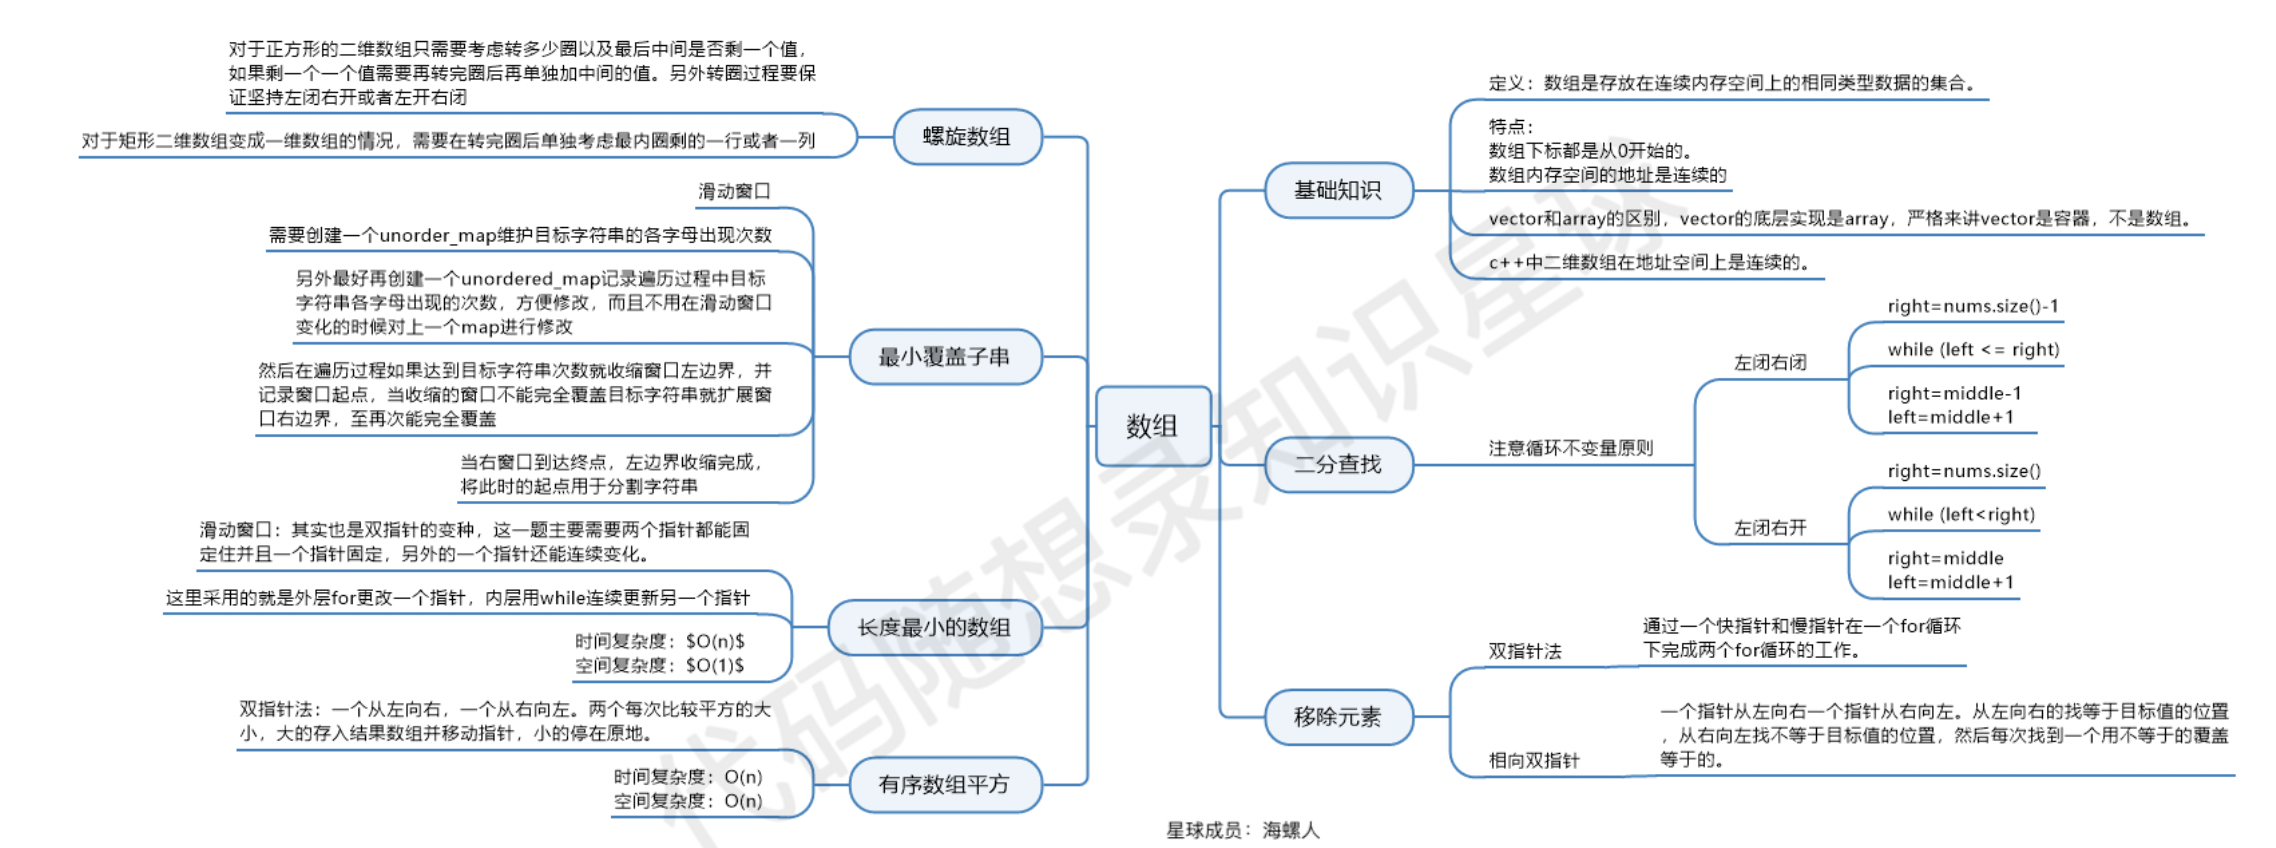 对于正方形的二维数组只需要考虑转多少圈以及最后中间是否剩一个值，
如果剩一个一个值需要再转完圈后再单独加中间的值。另外转圈过程要保
证坚持左闭右开或者左开右闭
对于矩形二维数组变成一维数组的情况，需要在转完圈后单独考虑最内圈剩的一行或者一列
螺旋数组
滑动窗口
需要创建一个unorder_map维护目标字符串的各字母出现次数
另外最好再创建一个unordered_map记录遍历过程中目标
字符串各字母出现的次数，方便修改，而且不用在滑动窗口
变化的时候对上一个map进行修改
然后在遍历过程如果达到目标字符串次数就收缩窗口左边界，并
记录窗口起点，当收缩的窗口不能完全覆盖目标字符串就扩展窗
口右边界，至再次能完全覆盖
当右窗口到达终点，左边界收缩完成，
将此时的起点用于分割字符串
最小覆盖子串
滑动窗口：其实也是双指针的变种，这一题主要需要两个指针都能固
定住并且一个指针固定，另外的一个指针还能连续变化。
这里采用的就是外层for更改一个指针，内层用while连续更新另一个指针
时间复杂度：$O(n)$
空间复杂度：$O(1)$
长度最小的数组
双指针法：一个从左向右，一个从右向左。两个每次比较平方的大
小，大的存入结果数组并移动指针，小的停在原地。
时间复杂度：O(n)
空间复杂度：O(n)
有序数组平方
数组
基础知识
定义：数组是存放在连续内存空间上的相同类型数据的集合。
特点：
数组下标都是从0开始的。
数组内存空间的地址是连续的
vector和array的区别，vector的底层实现是array，严格来讲vector是容器，不是数组。
c++中二维数组在地址空间上是连续的。
二分查找
注意循环不变量原则
左闭右闭
right=nums.size()-1
while (left <= right)
right=middle-1
left=middle+1
左闭右开
right=nums.size()
while (left<right)
right=middle
left=middle+1
移除元素
双指针法
通过一个快指针和慢指针在一个for循环
下完成两个for循环的工作。
相向双指针
一个指针从左向右一个指针从右向左。从左向右的找等于目标值的位置
，从右向左找不等于目标值的位置，然后每次找到一个用不等于的覆盖
等于的。
星球成员：海螺人
代码随想录知识星球